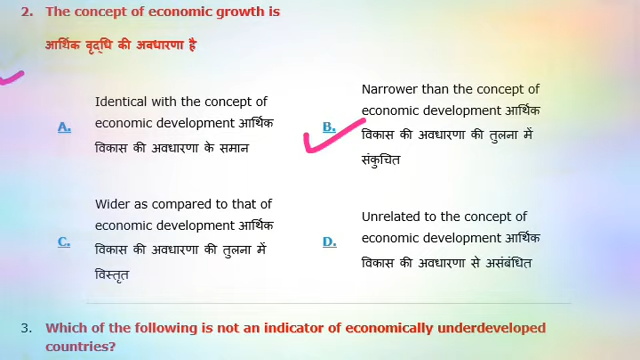 2. The concept of economic growth is
आर्थिक वृद्धि की अवधारणा है
A. Identical with the concept of
economic development आर्थिक
विकास की अवधारणा के समान
B. Narrower than the concept of
economic development आर्थिक
विकास की अवधारणा की तुलना में
संकुचित
C. Wider as compared to that of
economic development आर्थिक
विकास की अवधारणा की तुलना में
विस्तृत
D. Unrelated to the concept of
economic development आर्थिक
विकास की अवधारणा से असंबंधित
3. Which of the following is not an indicator of economically underdeveloped
countries?